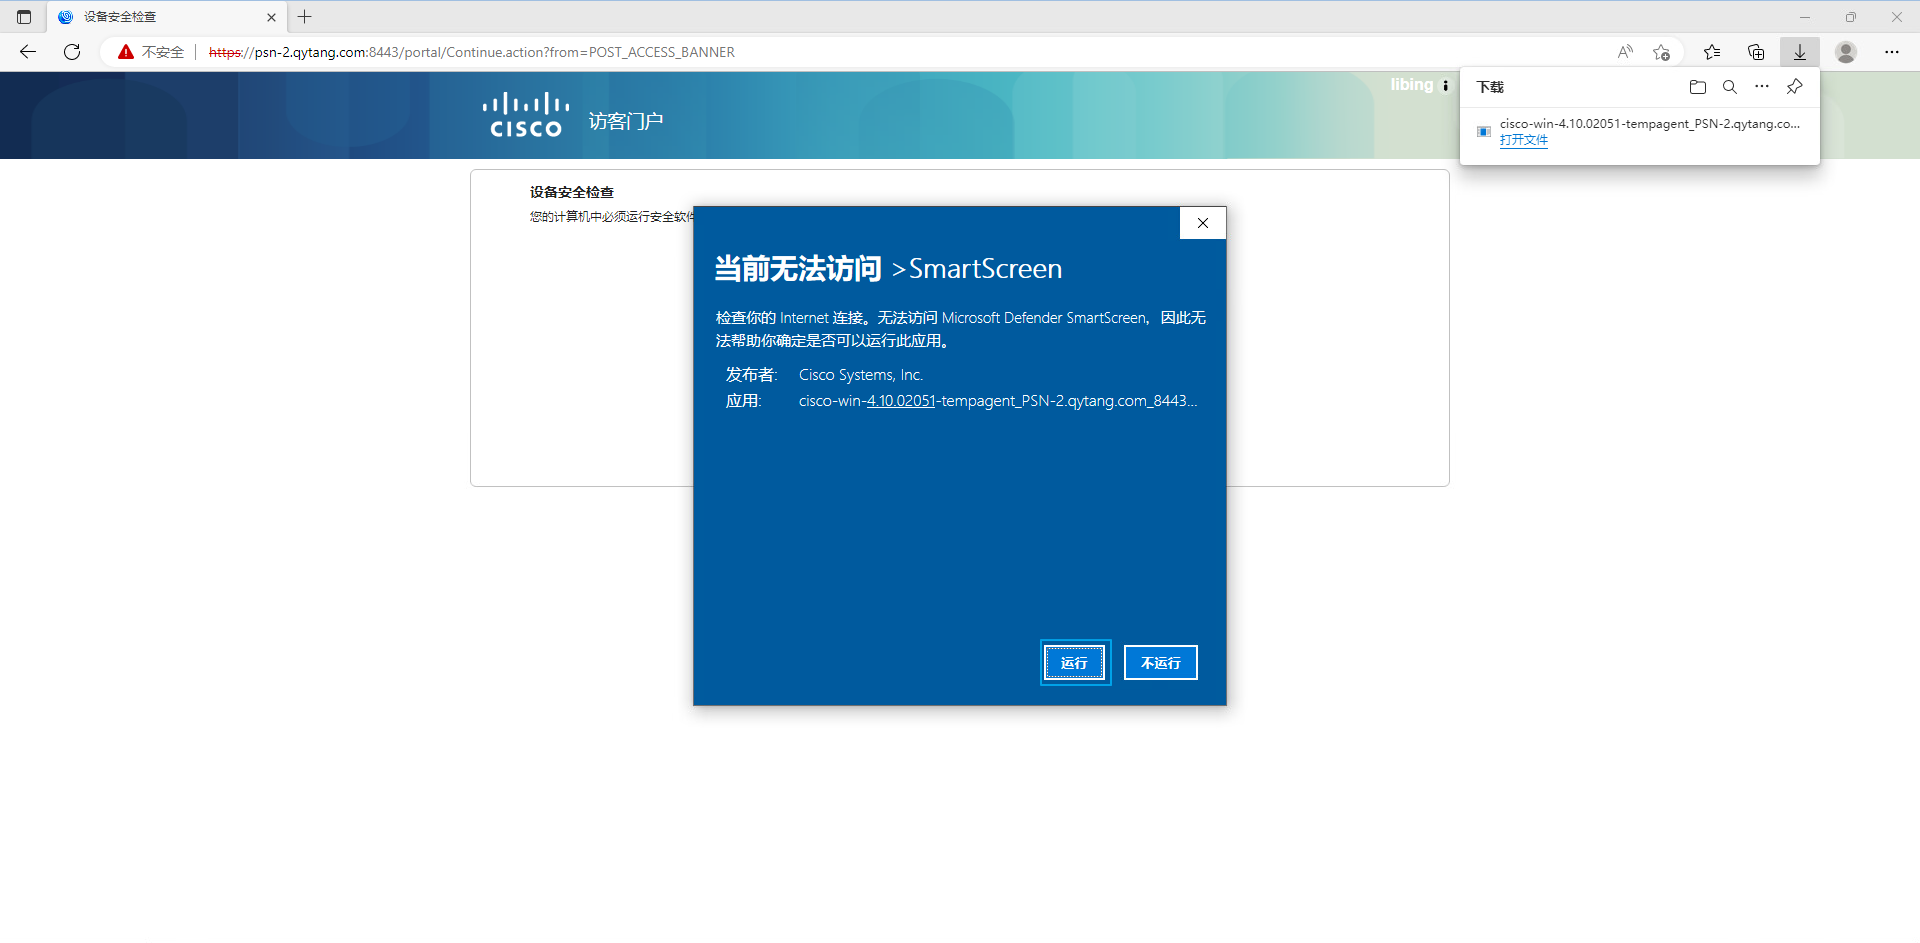 设备安全检查
不安全 https://psn-2.qytang.com:8443/portal/Continue.action?from=POST_ACCESS_BANNER
CISCO 访客门户
libing
下载
cisco-win-4.10.02051-tempagent_PSN-2.qytang.co...
打开文件
设备安全检查
您的计算机中必须运行安全软件
当前无法访问 >SmartScreen
检查你的 Internet 连接。无法访问 Microsoft Defender SmartScreen，因此无
法帮助你确定是否可以运行此应用。
发布者: Cisco Systems, Inc.
应用: cisco-win-4.10.02051-tempagent_PSN-2.qytang.com_8443...
运行 不运行